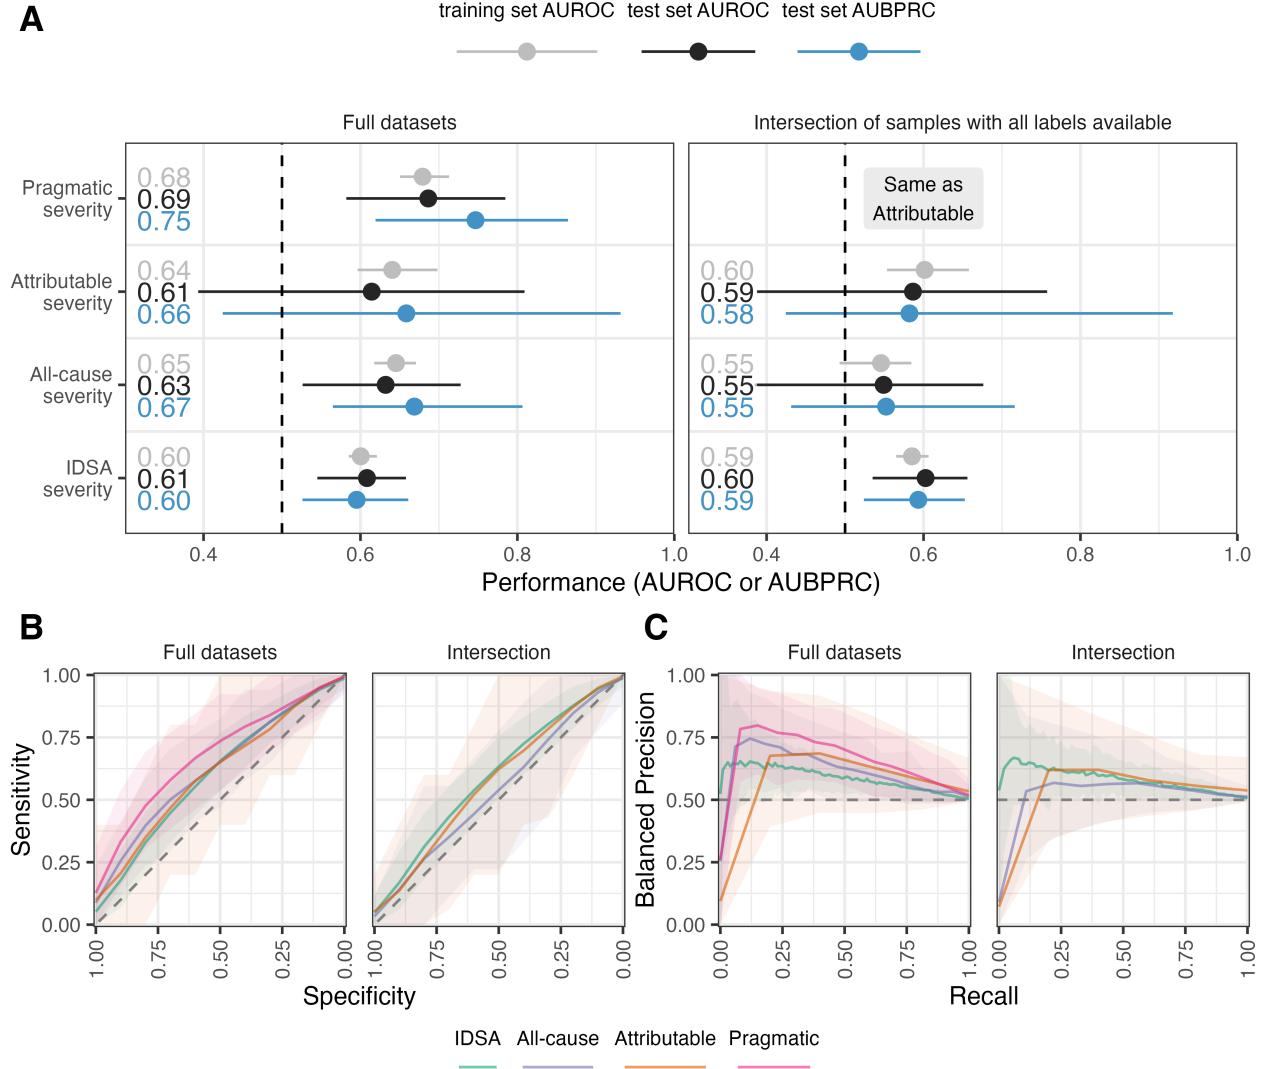 A
training set AUROC test set AUROC test set AUBPRC
Full datasets
Intersection of samples with all labels available
Pragmatic
severity
0.68
0.69
0.75
Same as
Attributable
Attributable
severity
0.64
0.61
0.66
0.60
0.59
0.58
All-cause
severity
0.65
0.63
0.67
0.55
0.55
0.55
IDSA
severity
0.60
0.61
0.60
0.59
0.60
0.59
0.4 0.6 0.8 1.0
0.4 0.6 0.8 1.0
Performance (AUROC or AUBPRC)
B
Full datasets
Intersection
Sensitivity
1.00
0.75
0.50
0.25
0.00
1.00 0.75 0.50 0.25 0.00
1.00 0.75 0.50 0.25 0.00
Specificity
C
Full datasets
Intersection
Balanced Precision
1.00
0.75
0.50
0.25
0.00
0.00 0.25 0.50 0.75 1.00
0.00 0.25 0.50 0.75 1.00
Recall
IDSA All-cause Attributable Pragmatic